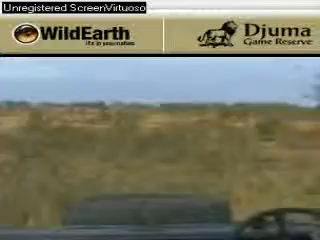 Unregistered ScreenVirtuoso
WildEarth
it's in your nature
Djuma
Game Reserve